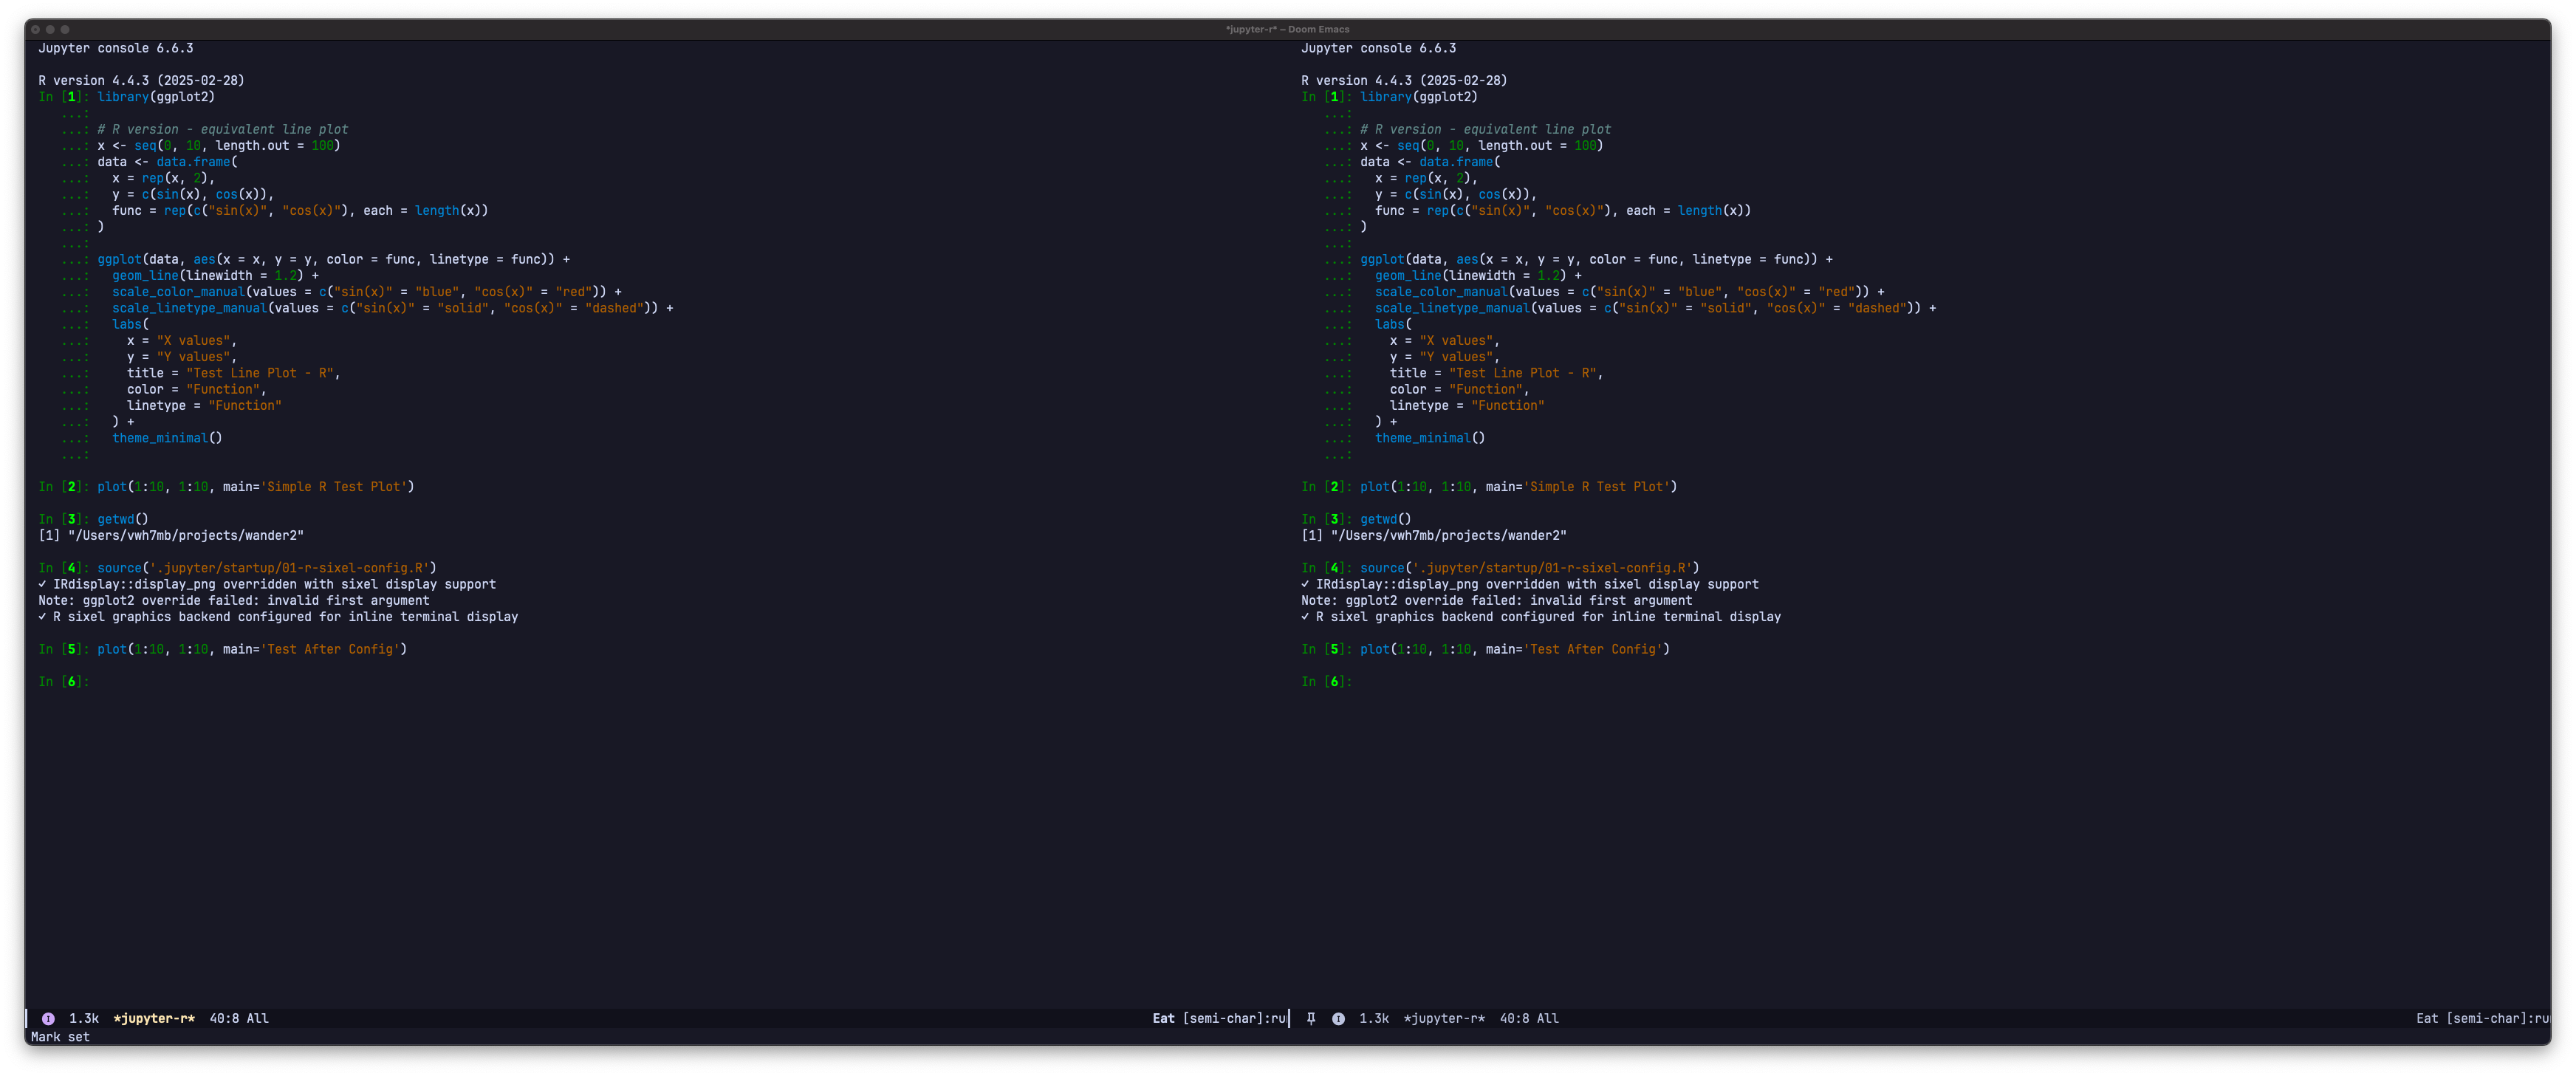 *jupyter-r* – Doom Emacs
Jupyter console 6.6.3
R version 4.4.3 (2025-02-28)
In [1]: library(ggplot2)
   ...:
   ...: # R version - equivalent line plot
   ...: x <- seq(0, 10, length.out = 100)
   ...: data <- data.frame(
   ...:   x = rep(x, 2),
   ...:   y = c(sin(x), cos(x)),
   ...:   func = rep(c("sin(x)", "cos(x)"), each = length(x))
   ...: )
   ...:
   ...: ggplot(data, aes(x = x, y = y, color = func, linetype = func)) +
   ...:   geom_line(linewidth = 1.2) +
   ...:   scale_color_manual(values = c("sin(x)" = "blue", "cos(x)" = "red")) +
   ...:   scale_linetype_manual(values = c("sin(x)" = "solid", "cos(x)" = "dashed")) +
   ...:   labs(
   ...:     x = "X values",
   ...:     y = "Y values",
   ...:     title = "Test Line Plot - R",
   ...:     color = "Function",
   ...:     linetype = "Function"
   ...:   ) +
   ...:   theme_minimal()
   ...:
In [2]: plot(1:10, 1:10, main='Simple R Test Plot')
In [3]: getwd()
[1] "/Users/vwh7mb/projects/wander2"
In [4]: source('.jupyter/startup/01-r-sixel-config.R')
✓ IRdisplay::display_png overridden with sixel display support
Note: ggplot2 override failed: invalid first argument
✓ R sixel graphics backend configured for inline terminal display
In [5]: plot(1:10, 1:10, main='Test After Config')
In [6]:
I 1.3k *jupyter-r* 40:8 All Eat [semi-char]:ru
Jupyter console 6.6.3
R version 4.4.3 (2025-02-28)
In [1]: library(ggplot2)
   ...:
   ...: # R version - equivalent line plot
   ...: x <- seq(0, 10, length.out = 100)
   ...: data <- data.frame(
   ...:   x = rep(x, 2),
   ...:   y = c(sin(x), cos(x)),
   ...:   func = rep(c("sin(x)", "cos(x)"), each = length(x))
   ...: )
   ...:
   ...: ggplot(data, aes(x = x, y = y, color = func, linetype = func)) +
   ...:   geom_line(linewidth = 1.2) +
   ...:   scale_color_manual(values = c("sin(x)" = "blue", "cos(x)" = "red")) +
   ...:   scale_linetype_manual(values = c("sin(x)" = "solid", "cos(x)" = "dashed")) +
   ...:   labs(
   ...:     x = "X values",
   ...:     y = "Y values",
   ...:     title = "Test Line Plot - R",
   ...:     color = "Function",
   ...:     linetype = "Function"
   ...:   ) +
   ...:   theme_minimal()
   ...:
In [2]: plot(1:10, 1:10, main='Simple R Test Plot')
In [3]: getwd()
[1] "/Users/vwh7mb/projects/wander2"
In [4]: source('.jupyter/startup/01-r-sixel-config.R')
✓ IRdisplay::display_png overridden with sixel display support
Note: ggplot2 override failed: invalid first argument
✓ R sixel graphics backend configured for inline terminal display
In [5]: plot(1:10, 1:10, main='Test After Config')
In [6]:
I 1.3k *jupyter-r* 40:8 All Eat [semi-char]:ru
Mark set